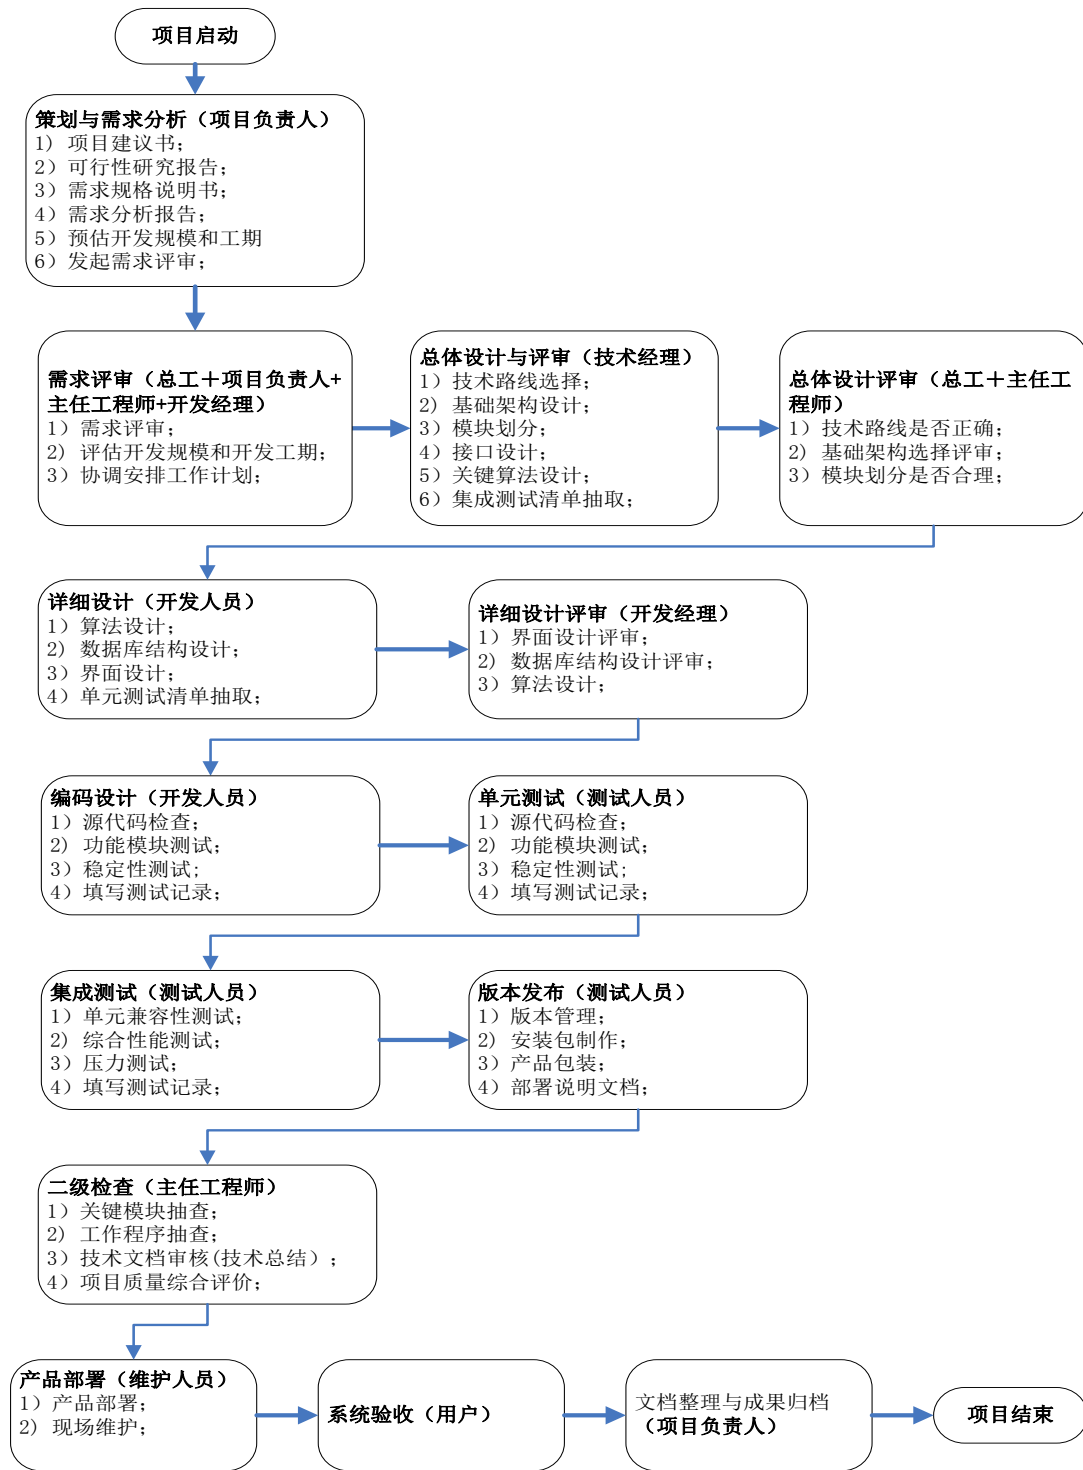 项目启动
策划与需求分析（项目负责人）
1）项目建议书；
2）可行性研究报告；
3）需求规格说明书；
4）需求分析报告；
5）预估开发规模和工期
6）发起需求评审；
需求评审（总工＋项目负责人+
主任工程师+开发经理）
1）需求评审；
2）评估开发规模和开发工期；
3）协调安排工作计划；
总体设计与评审（技术经理）
1）技术路线选择；
2）基础架构设计；
3）模块划分；
4）接口设计；
5）关键算法设计；
6）集成测试清单抽取；
总体设计评审（总工＋主任工
程师）
1）技术路线是否正确；
2）基础架构选择评审；
3）模块划分是否合理；
详细设计（开发人员）
1）算法设计；
2）数据库结构设计；
3）界面设计；
4）单元测试清单抽取；
详细设计评审（开发经理）
1）界面设计评审；
2）数据库结构设计评审；
3）算法设计；
编码设计（开发人员）
1）源代码检查；
2）功能模块测试；
3）稳定性测试；
4）填写测试记录；
单元测试（测试人员）
1）源代码检查；
2）功能模块测试；
3）稳定性测试；
4）填写测试记录；
集成测试（测试人员）
1）单元兼容性测试；
2）综合性能测试；
3）压力测试；
4）填写测试记录；
版本发布（测试人员）
1）版本管理；
2）安装包制作；
3）产品包装；
4）部署说明文档；
二级检查（主任工程师）
1）关键模块抽查；
2）工作程序抽查；
3）技术文档审核(技术总结）；
4）项目质量综合评价；
产品部署（维护人员）
1）产品部署；
2）现场维护；
系统验收（用户）
文档整理与成果归档
（项目负责人）
项目结束